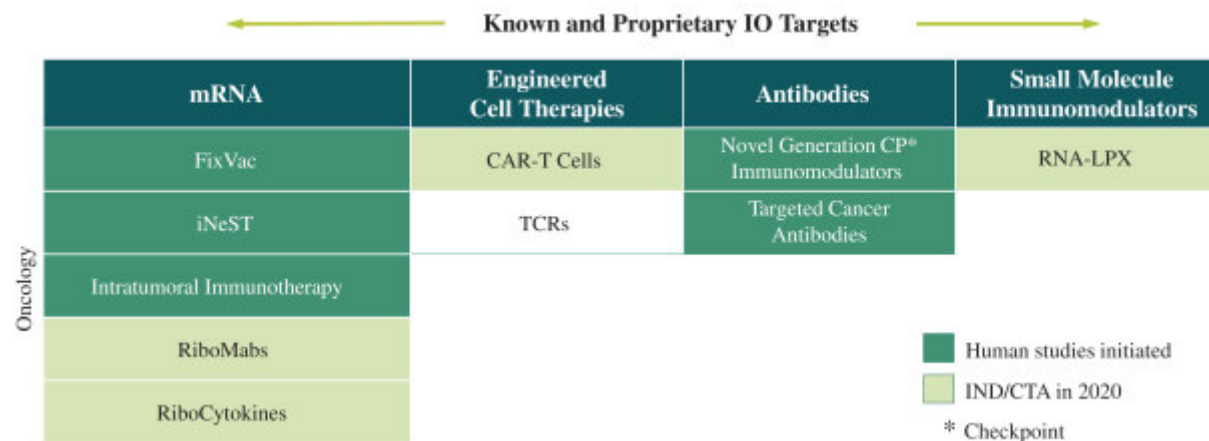 Known and Proprietary IO Targets
mRNA
Engineered
Cell Therapies
Antibodies
Small Molecule
Immunomodulators
FixVac
CAR-T Cells
Novel Generation CP*
Immunomodulators
RNA-LPX
iNeST
TCRs
Targeted Cancer
Antibodies
Oncology
Intratumoral Immunotherapy
RiboMabs
RiboCytokines
Human studies initiated
IND/CTA in 2020
* Checkpoint